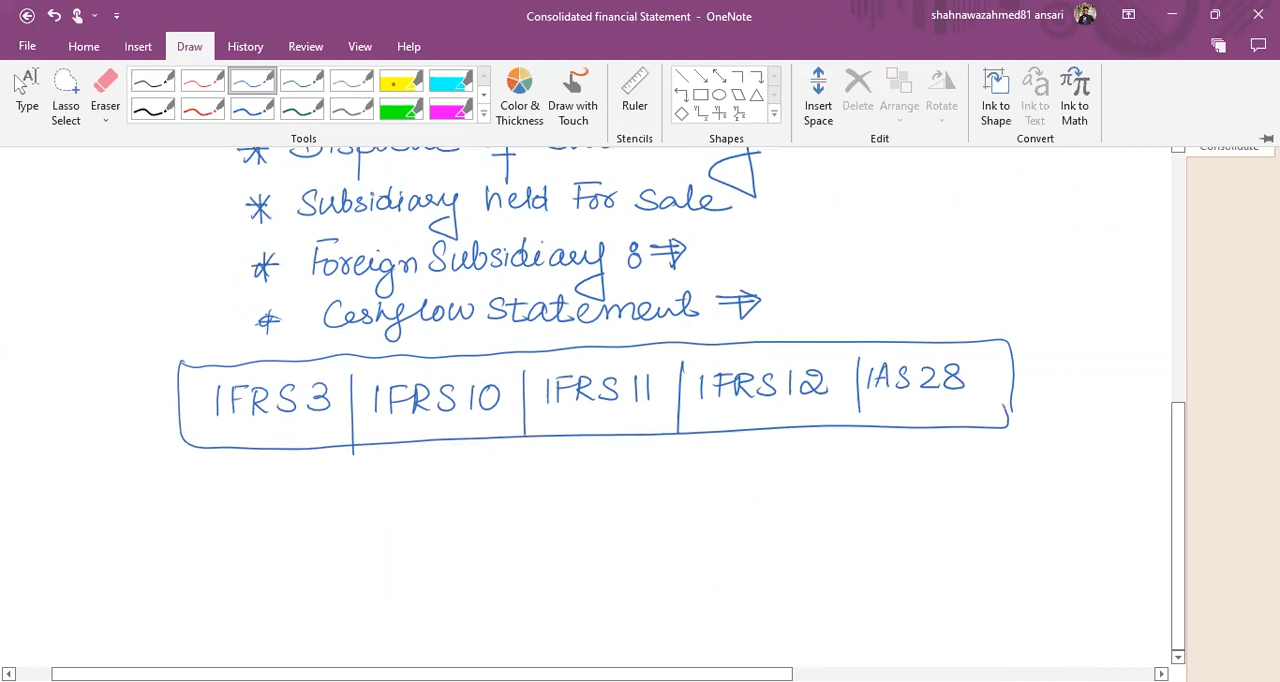 Consolidated financial Statement - OneNote
shahnawazahmed81 ansari
File Home Insert Draw History Review View Help
Type Lasso Select Eraser Color & Thickness Draw with Touch Ruler Insert Space Delete Arrange Rotate Ink to Shape Ink to Text Ink to Math
Tools Stencils Shapes Edit Convert
* Subsidiary held For Sale
* Foreign Subsidiary :⇒
* Cashflow Statement ⇒
IFRS 3 | IFRS 10 | IFRS 11 | IFRS 12 | IAS 28